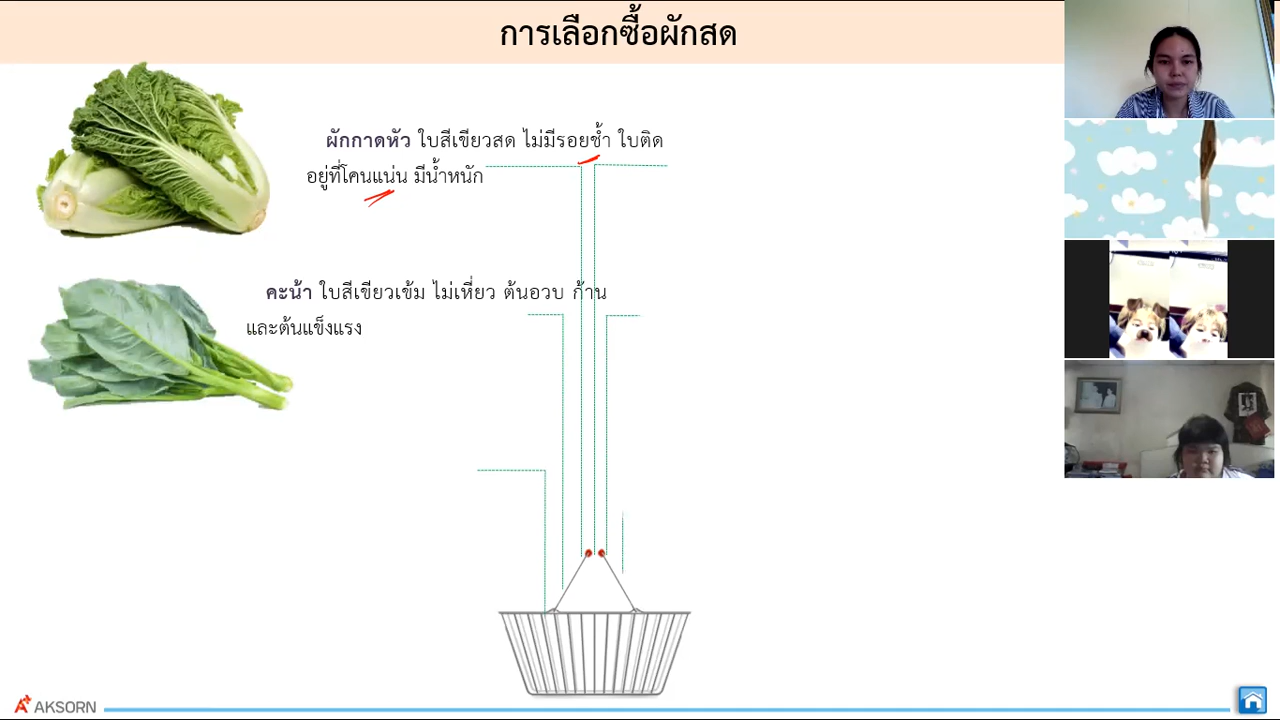 การเลือกซื้อผักสด
ผักกาดหัว ใบสีเขียวสด ไม่มีรอยช้ำ ใบติด
อยู่ที่โคนแน่น มีน้ำหนัก
คะน้า ใบสีเขียวเข้ม ไม่เหี่ยว ต้นอวบ ก้าน
และต้นแข็งแรง
AKSORN